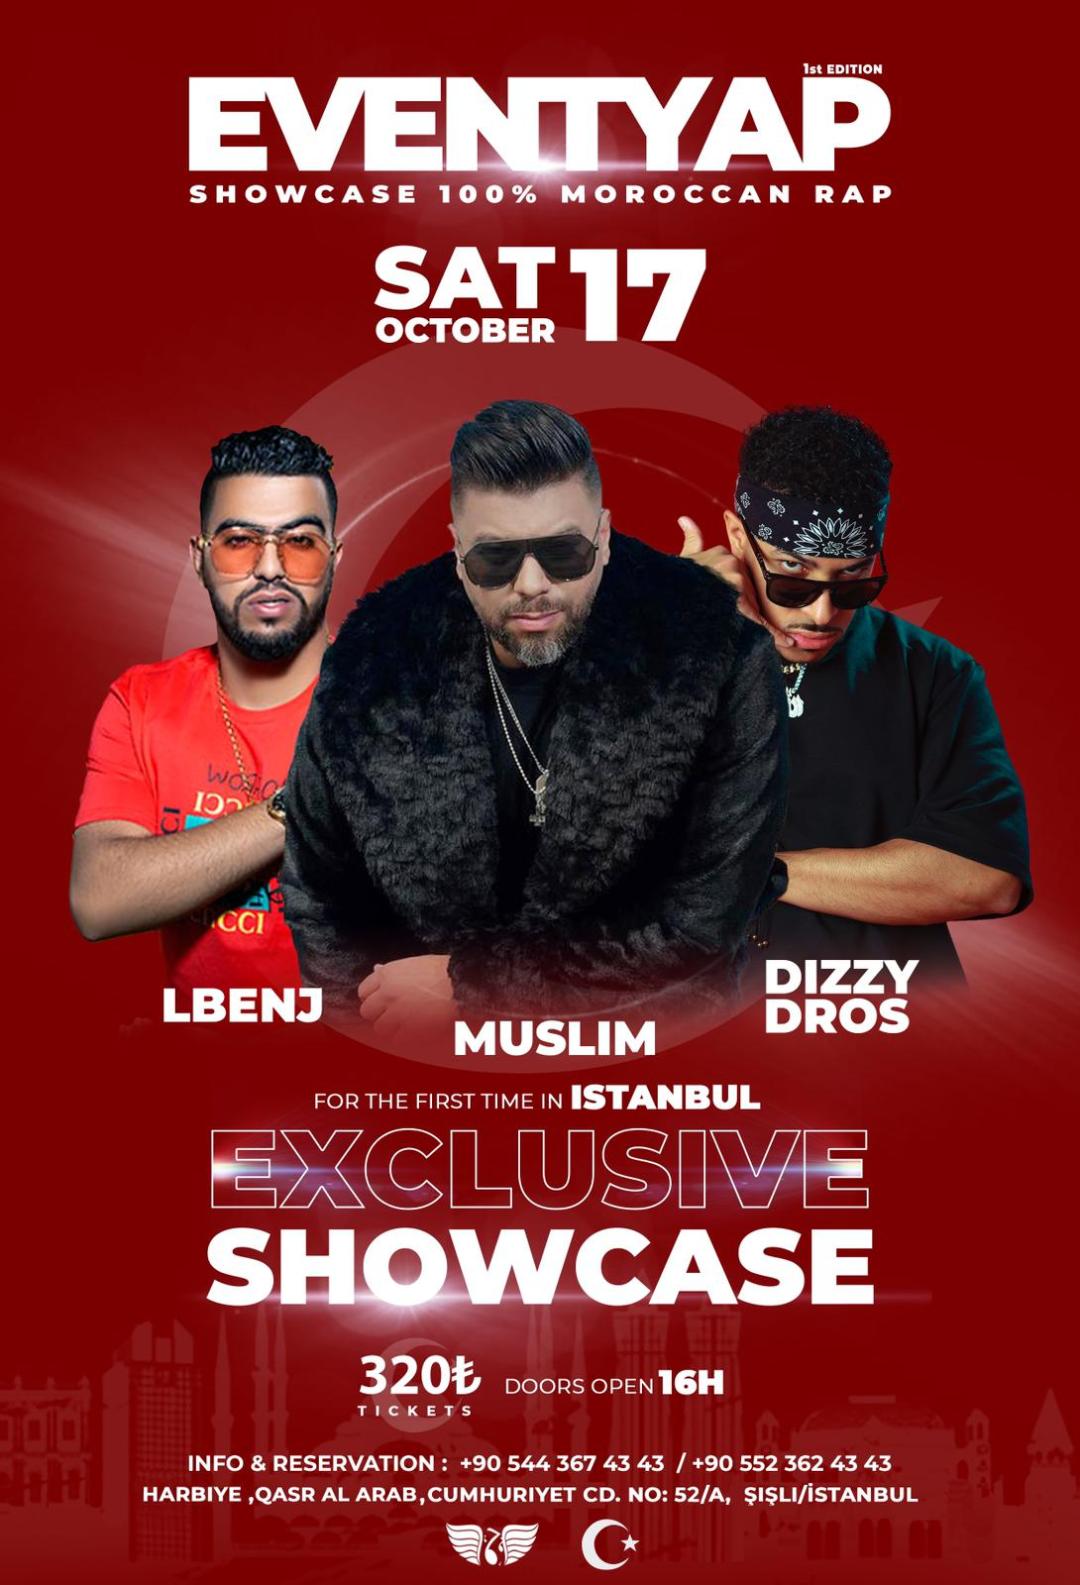 1st EDITION
EVENTYAP
SHOWCASE 100% MOROCCAN RAP
SAT 17
OCTOBER
LBENJ
MUSLIM
DIZZY
DROS
FOR THE FIRST TIME IN ISTANBUL
EXCLUSIVE
SHOWCASE
320₺ DOORS OPEN 16H
TICKETS
INFO & RESERVATION : +90 544 367 43 43 / +90 552 362 43 43
HARBIYE ,QASR AL ARAB,CUMHURIYET CD. NO: 52/A, ŞIŞLI/İSTANBUL